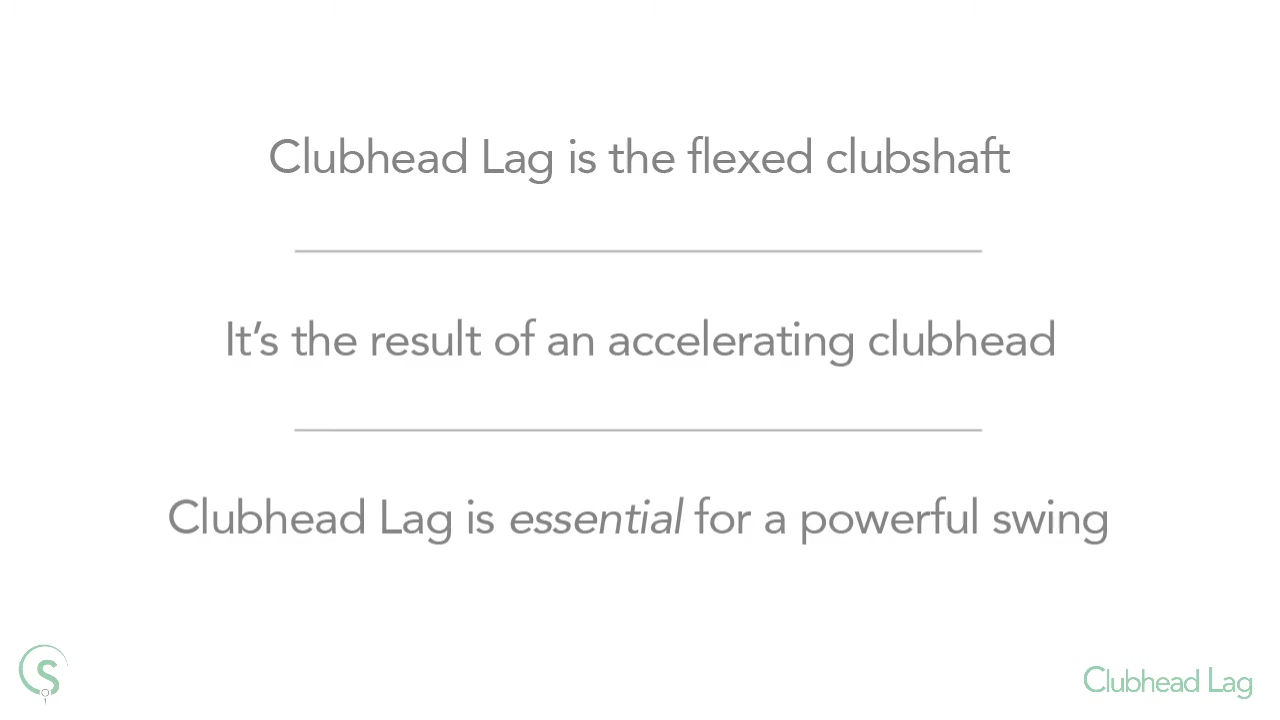 Clubhead Lag is the flexed clubshaft
It’s the result of an accelerating clubhead
Clubhead Lag is essential for a powerful swing
S
Clubhead Lag